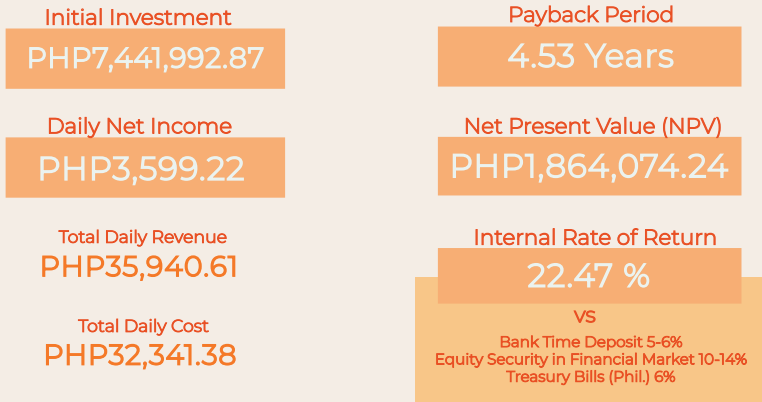 Initial Investment
PHP7,441,992.87
Daily Net Income
PHP3,599.22
Total Daily Revenue
PHP35,940.61
Total Daily Cost
PHP32,341.38
Payback Period
4.53 Years
Net Present Value (NPV)
PHP1,864,074.24
Internal Rate of Return
22.47 %
VS
Bank Time Deposit 5-6%
Equity Security in Financial Market 10-14%
Treasury Bills (Phil.) 6%